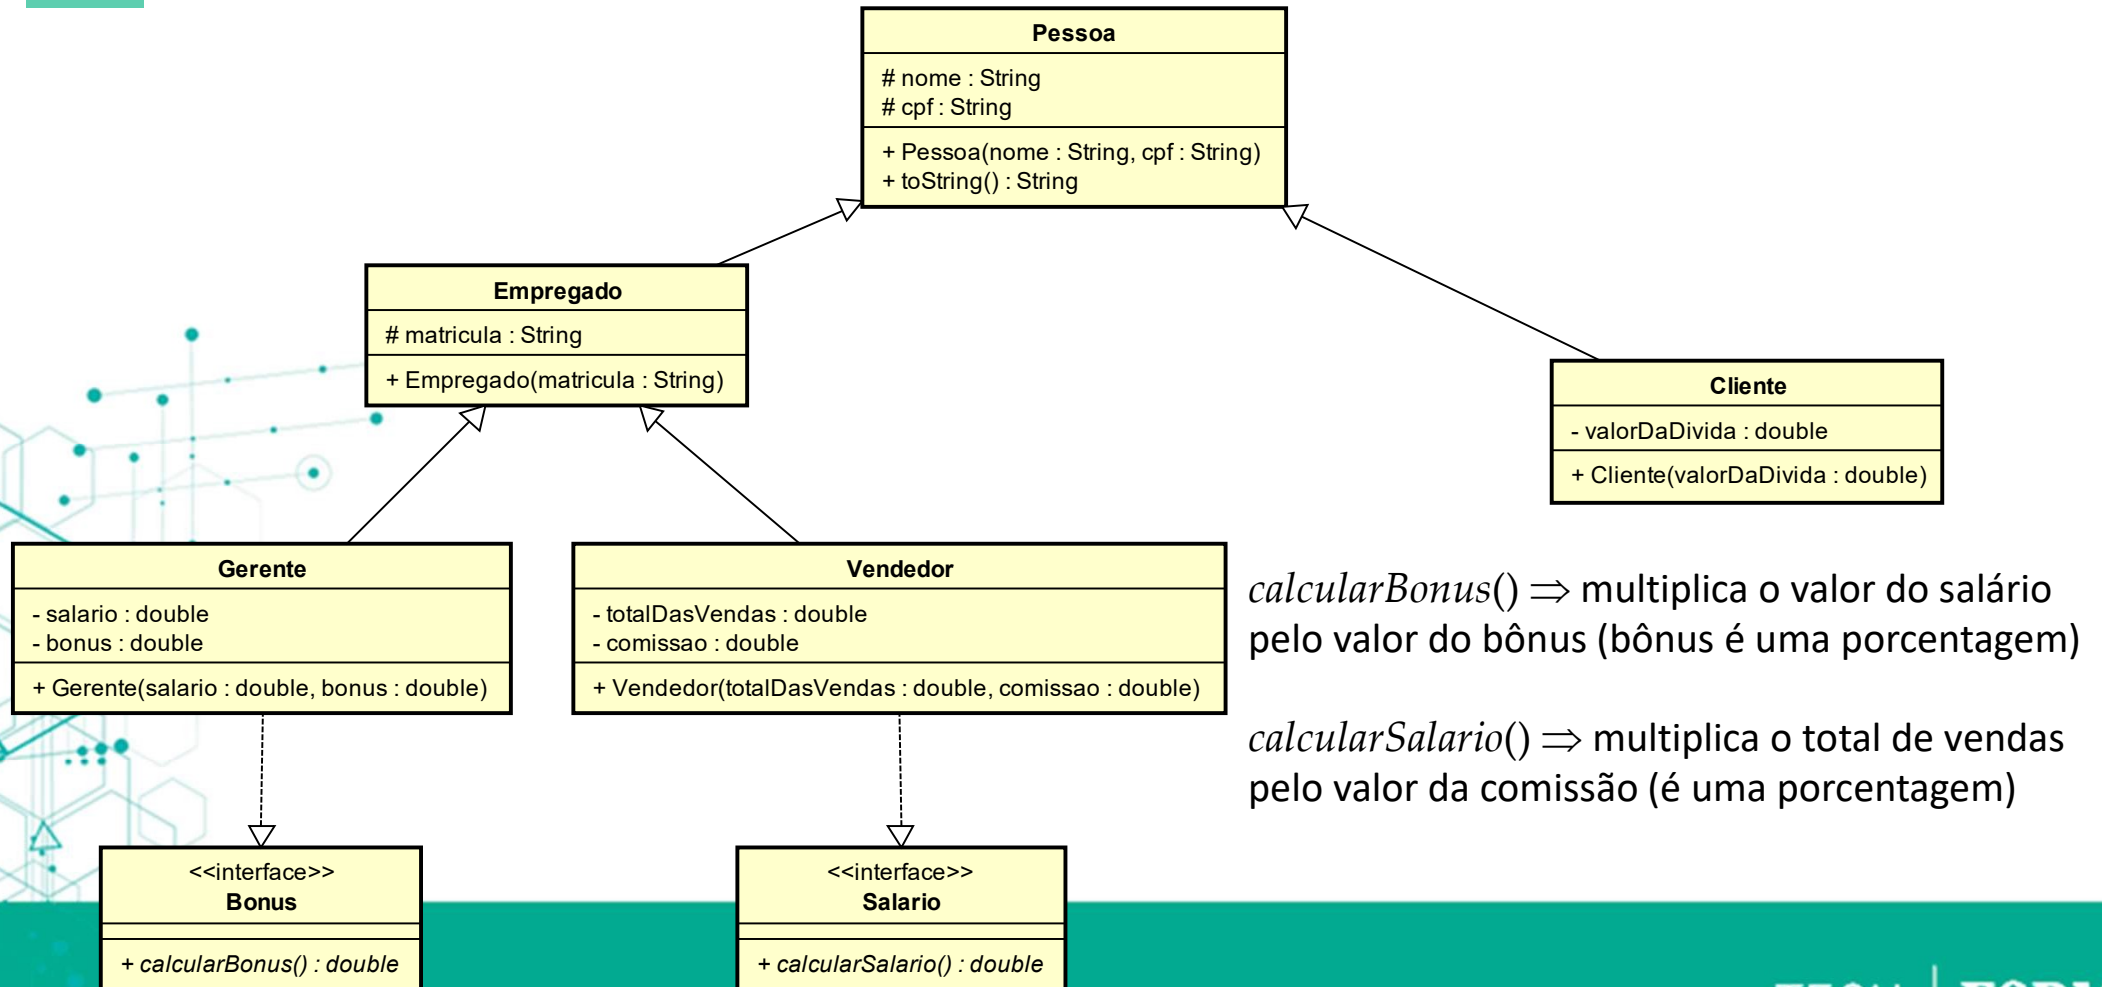 Pessoa
# nome : String
# cpf : String
+ Pessoa(nome : String, cpf : String)
+ toString() : String
Empregado
# matricula : String
+ Empregado(matricula : String)
Cliente
- valorDaDivida : double
+ Cliente(valorDaDivida : double)
Gerente
- salario : double
- bonus : double
+ Gerente(salario : double, bonus : double)
Vendedor
- totalDasVendas : double
- comissao : double
+ Vendedor(totalDasVendas : double, comissao : double)
calcularBonus() ⇒ multiplica o valor do salário
pelo valor do bônus (bônus é uma porcentagem)
calcularSalario() ⇒ multiplica o total de vendas
pelo valor da comissão (é uma porcentagem)
<<interface>>
Bonus
+ calcularBonus() : double
<<interface>>
Salario
+ calcularSalario() : double